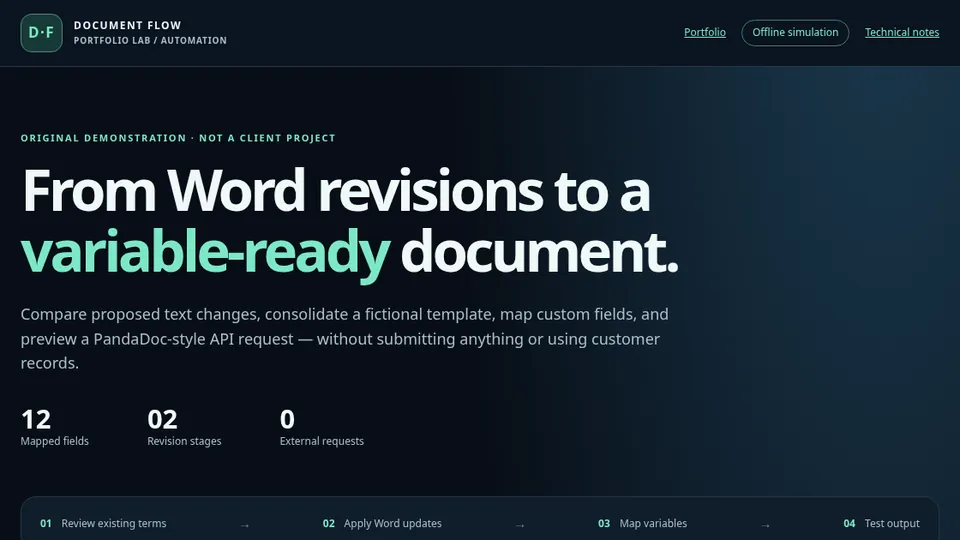 D·F
DOCUMENT FLOW
PORTFOLIO LAB / AUTOMATION
Portfolio
Offline simulation
Technical notes
ORIGINAL DEMONSTRATION · NOT A CLIENT PROJECT
From Word revisions to a
variable-ready document.
Compare proposed text changes, consolidate a fictional template, map custom fields, and
preview a PandaDoc-style API request — without submitting anything or using customer
records.
12
Mapped fields
02
Revision stages
0
External requests
01 Review existing terms →
02 Apply Word updates →
03 Map variables →
04 Test output